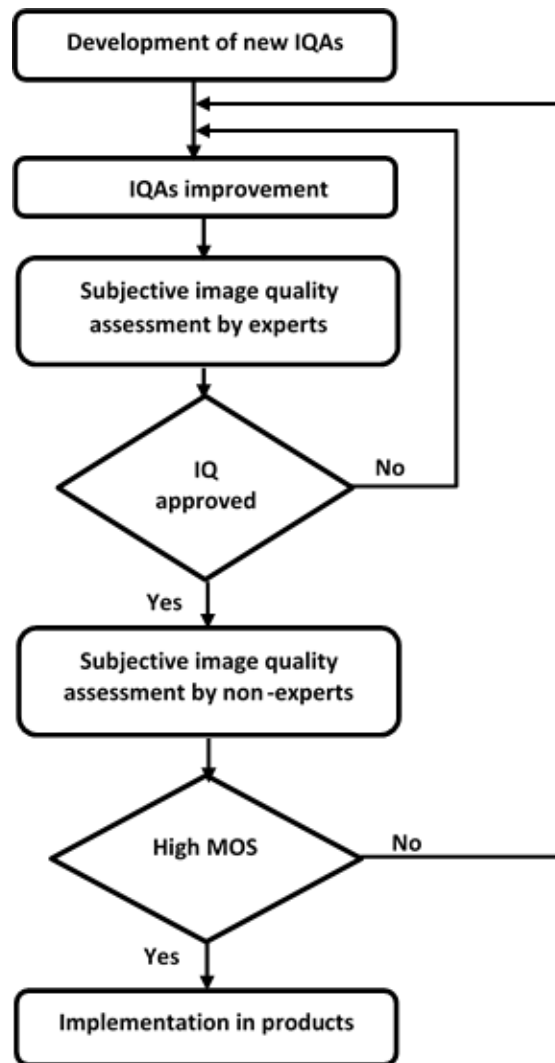 Development of new IQAs
IQAs improvement
Subjective image quality
assessment by experts
IQ
approved
No
Yes
Subjective image quality
assessment by non-experts
High MOS
No
Yes
Implementation in products